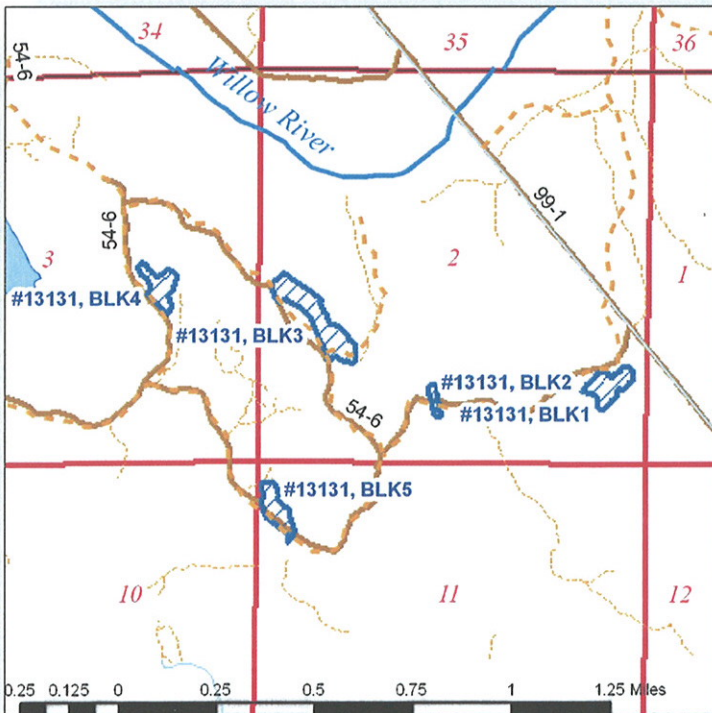 34
35
36
54-6
Willow River
99-1
54-6
3
2
1
#13131, BLK4
#13131, BLK3
#13131, BLK2
#13131, BLK1
54-6
#13131, BLK5
10
11
12
0.25 0.125 0 0.25 0.5 0.75 1 1.25 Miles